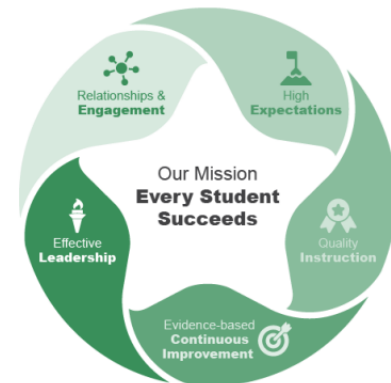 Our Mission
Every Student
Succeeds
Relationships &
Engagement
High
Expectations
Quality
Instruction
Evidence-based
Continuous
Improvement
Effective
Leadership